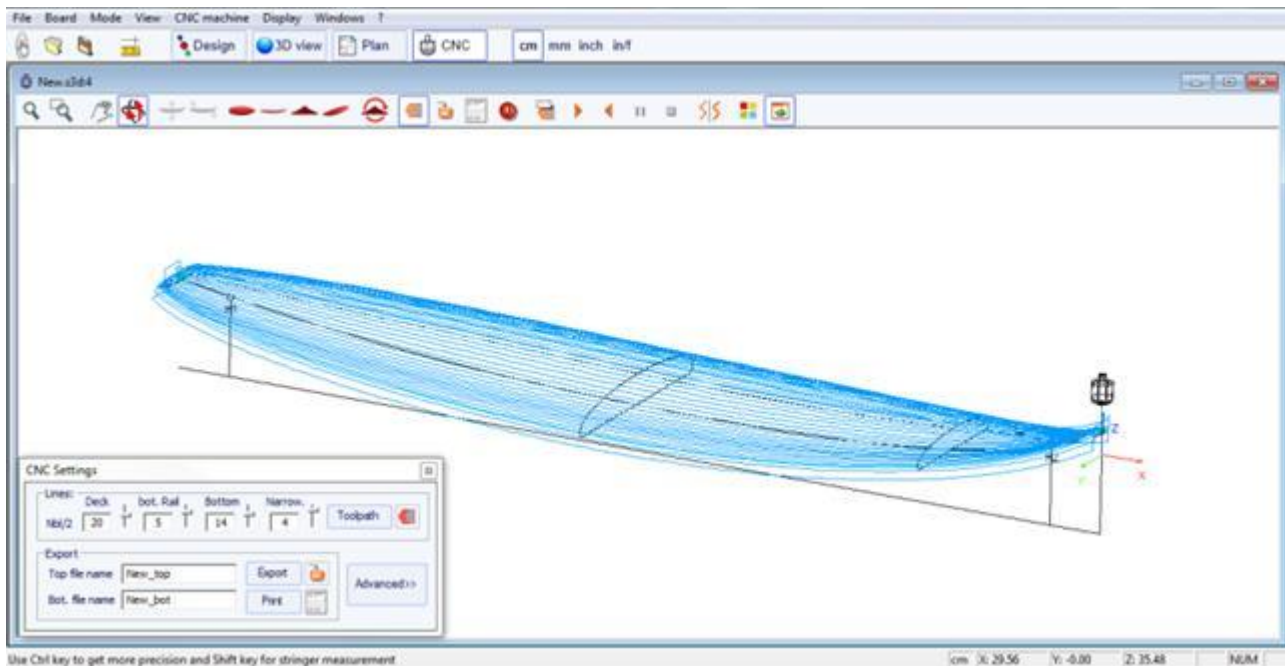 File Board Mode View CNC machine Display Windows ?
Design 3D view Plan CNC cm mm inch in/f
New.s3d4
Z
X
Y
CNC Settings
Lines:
Deck bot. Rail Bottom Narrow.
Nbl/2 20 5 14 4 Toolpath
Export
Top file name New_top Export
Advanced>>
Bot. file name New_bot Print
Use Ctrl key to get more precision and Shift key for stringer measurement cm X: 29.56 Y: -0.00 Z: 35.48 NUM